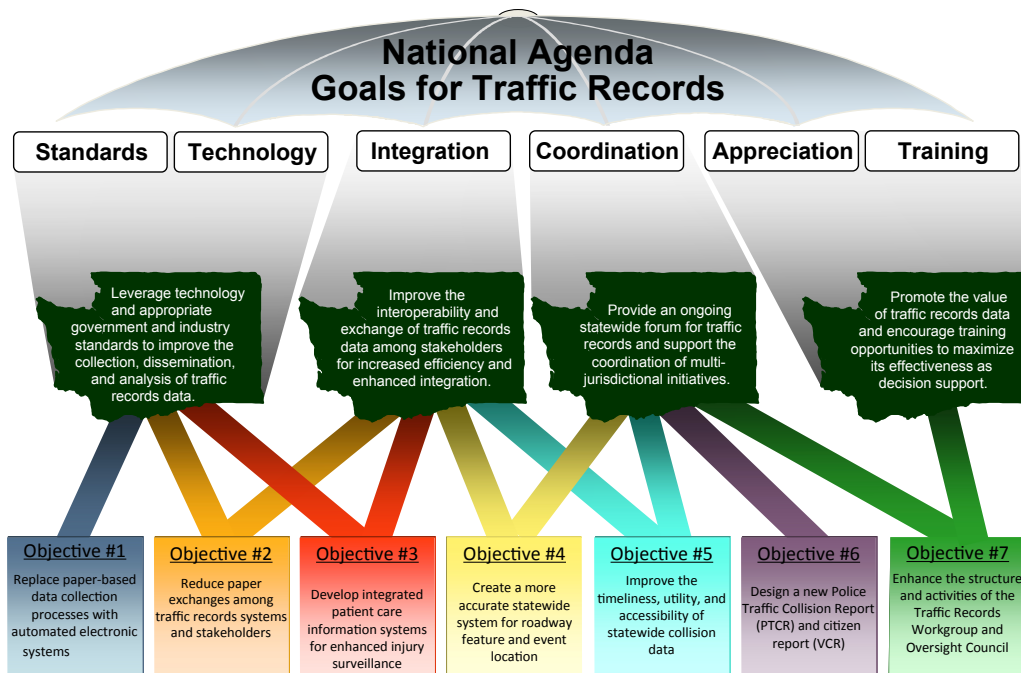 National Agenda
Goals for Traffic Records
Standards
Technology
Integration
Coordination
Appreciation
Training
Leverage technology
and appropriate
government and industry
standards to improve the
collection, dissemination,
and analysis of traffic
records data.
Improve the
interoperability and
exchange of traffic records
data among stakeholders
for increased efficiency and
enhanced integration.
Provide an ongoing
statewide forum for traffic
records and support the
coordination of multi-
jurisdictional initiatives.
Promote the value
of traffic records data
and encourage training
opportunities to maximize
its effectiveness as
decision support.
Objective #1
Replace paper-based
data collection
processes with
automated electronic
systems
Objective #2
Reduce paper
exchanges among
traffic records systems
and stakeholders
Objective #3
Develop integrated
patient care
information systems
for enhanced injury
surveillance
Objective #4
Create a more
accurate statewide
system for roadway
feature and event
location
Objective #5
Improve the
timeliness, utility, and
accessibility of
statewide collision
data
Objective #6
Design a new Police
Traffic Collision Report
(PTCR) and citizen
report (VCR)
Objective #7
Enhance the structure
and activities of the
Traffic Records
Workgroup and
Oversight Council